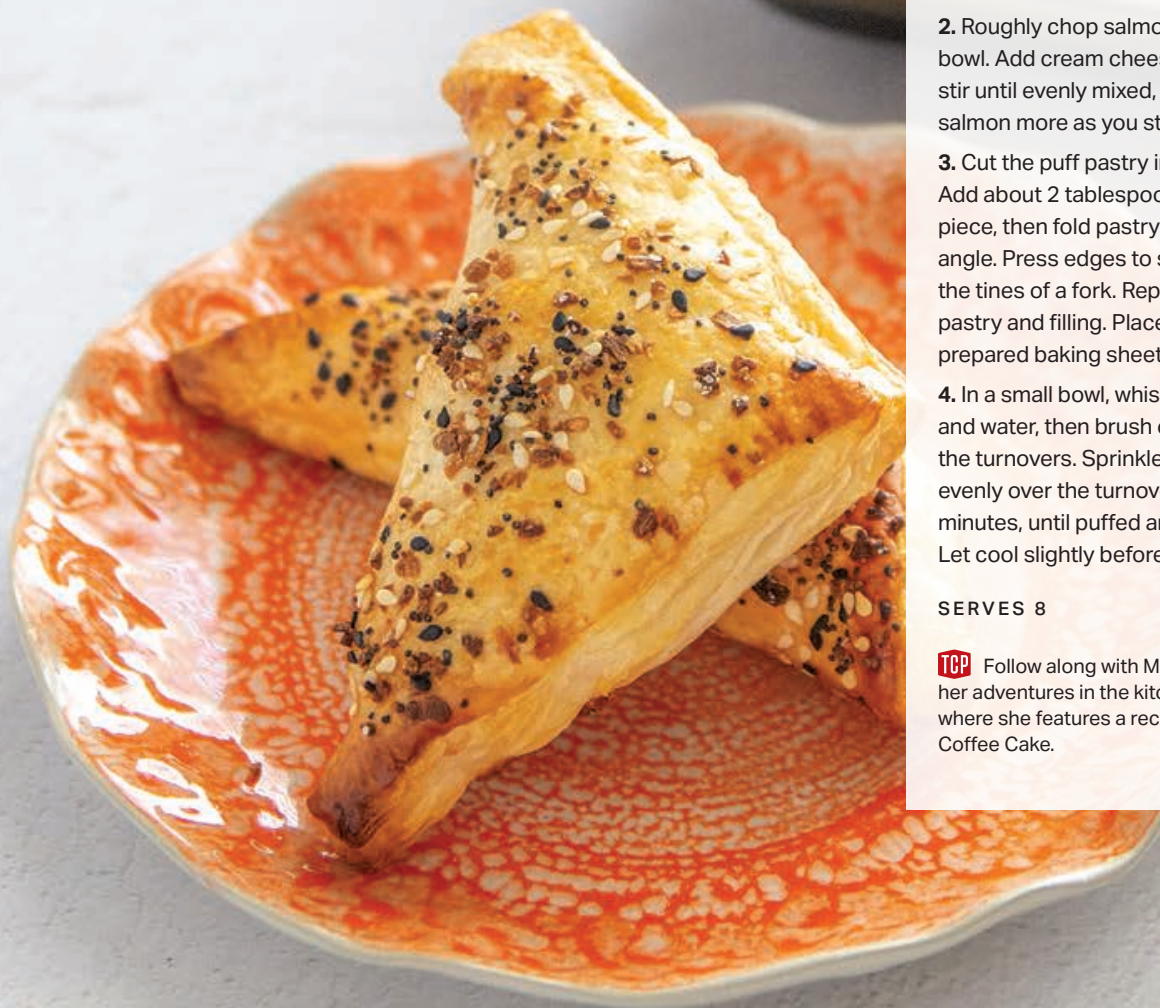 2. Roughly chop salmo
bowl. Add cream chees
stir until evenly mixed,
salmon more as you st
3. Cut the puff pastry i
Add about 2 tablespoo
piece, then fold pastry
angle. Press edges to s
the tines of a fork. Rep
pastry and filling. Place
prepared baking sheet
4. In a small bowl, whis
and water, then brush
the turnovers. Sprinkle
evenly over the turnov
minutes, until puffed a
Let cool slightly before
SERVES 8
TCP Follow along with M
her adventures in the kitc
where she features a rec
Coffee Cake.